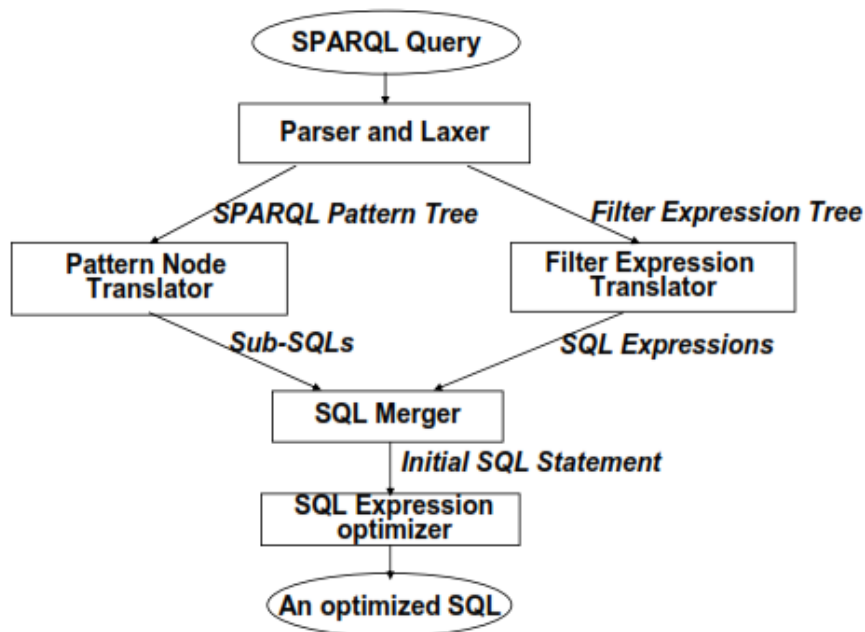 SPARQL Query
Parser and Laxer
SPARQL Pattern Tree
Filter Expression Tree
Pattern Node
Translator
Filter Expression
Translator
Sub-SQLs
SQL Expressions
SQL Merger
Initial SQL Statement
SQL Expression
optimizer
An optimized SQL